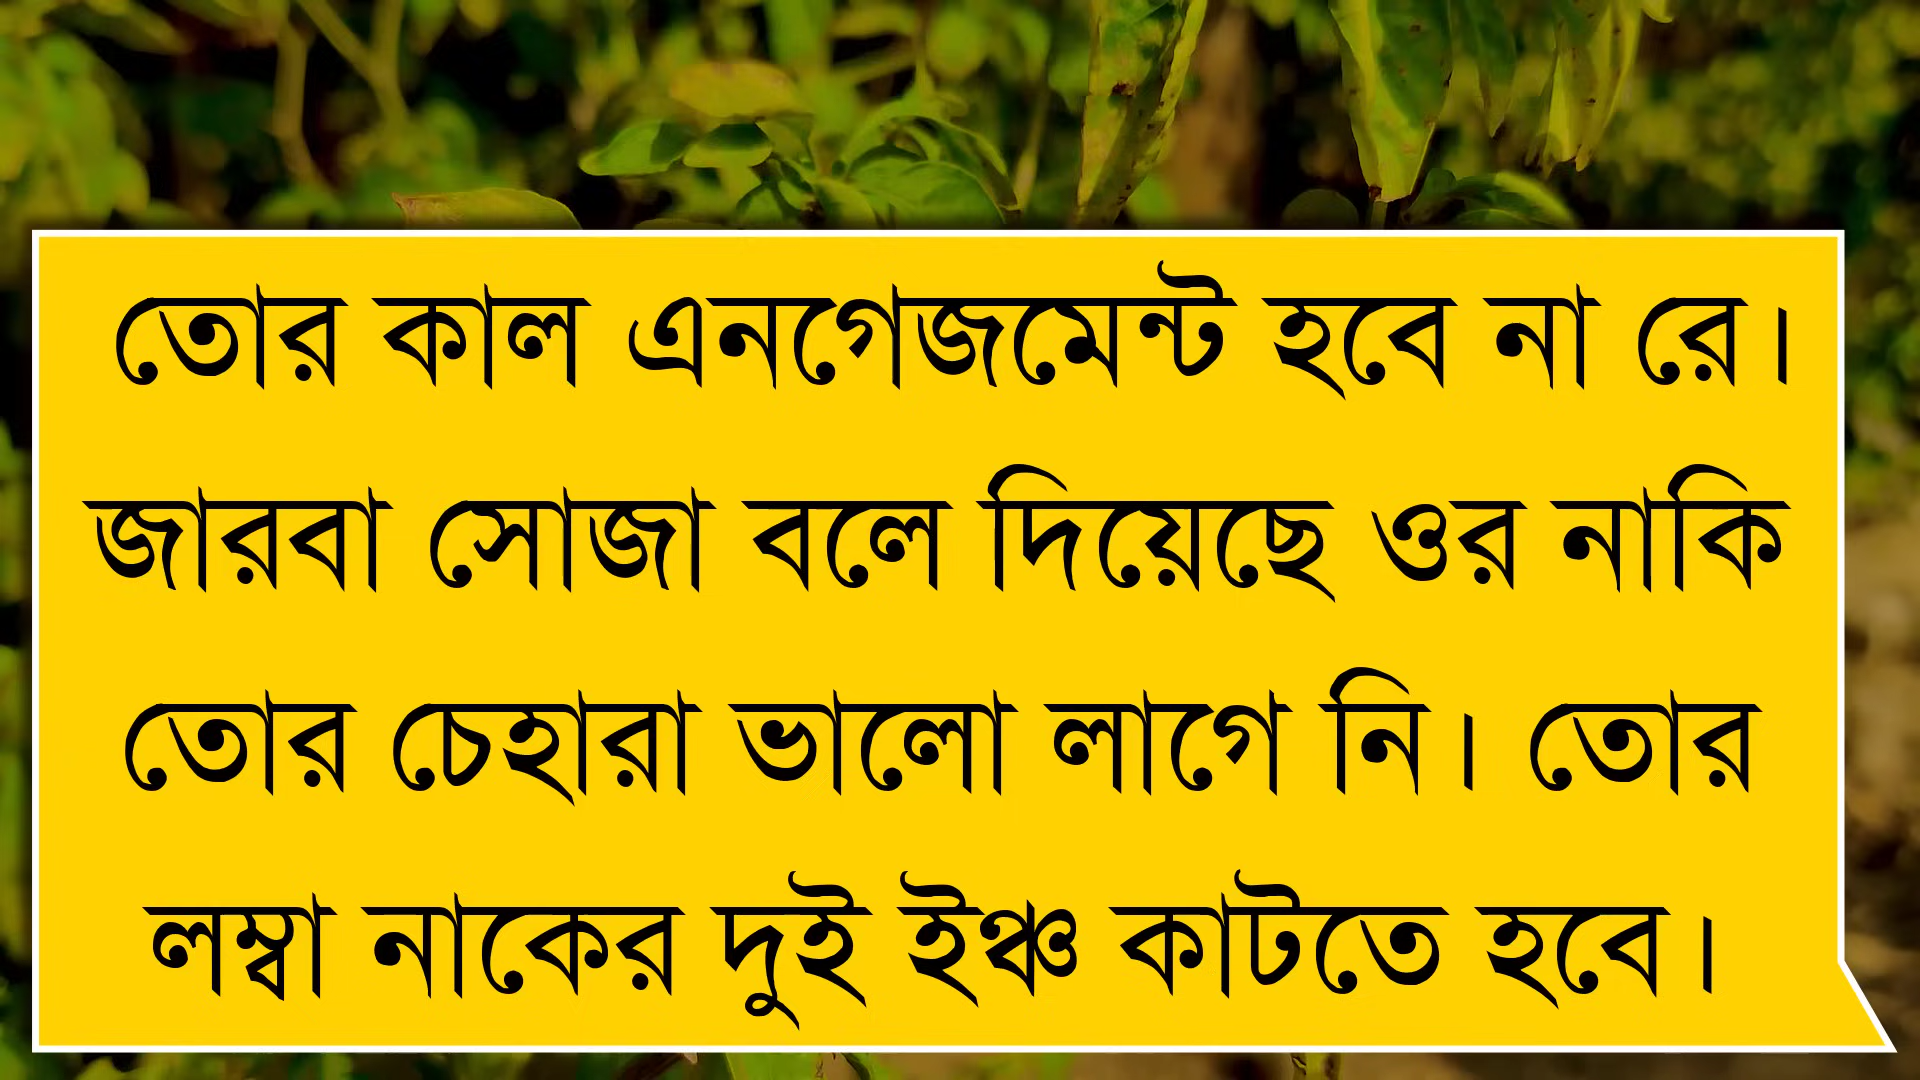 তোর কাল এনগেজমেন্ট হবে না রে।
জারবা সোজা বলে দিয়েছে ওর নাকি
তোর চেহারা ভালো লাগে নি। তোর
লম্বা নাকের দুই ইঞ্চ কাটতে হবে।